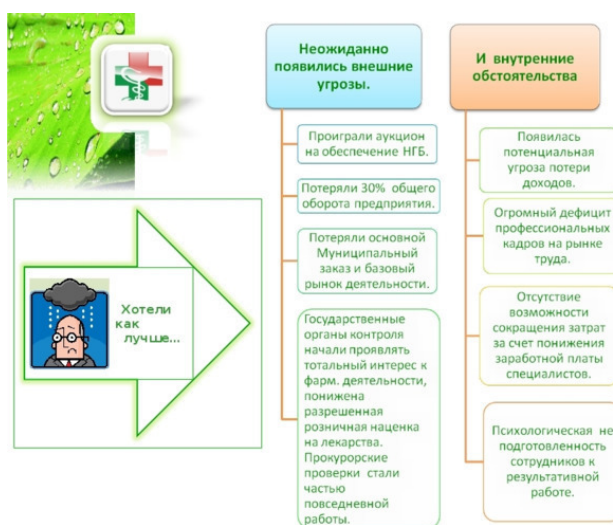 Неожиданно
появились внешние
угрозы.
Проиграли аукцион
на обеспечение НГБ.
Потеряли 30% общего
оборота предприятия.
Потеряли основной
Муниципальный
заказ и базовый
рынок деятельности.
Государственные
органы контроля
начали проявлять
тотальный интерес к
фарм. деятельности,
понижена
разрешенная
розничная наценка
на лекарства.
Прокурорские
проверки стали
частью
повседневной
работы.
И внутренние
обстоятельства
Появилась
потенциальная
угроза потери
доходов.
Огромный дефицит
профессиональных
кадров на рынке
труда.
Отсутствие
возможности
сокращения затрат
за счет понижения
заработной платы
специалистов.
Психологическая не
подготовленность
сотрудников к
результативной
работе.
Хотели
как
лучше...